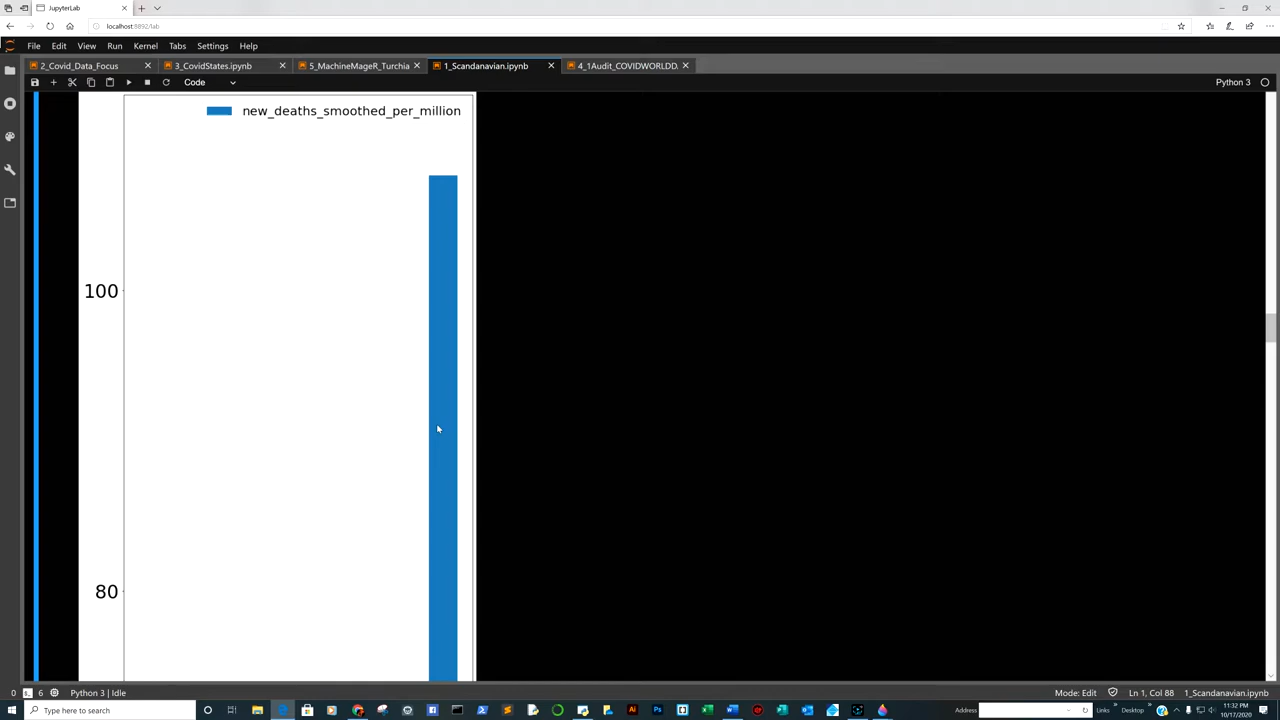 JupyterLab
localhost:8892/lab
File Edit View Run Kernel Tabs Settings Help
2_Covid_Data_Focus 3_CovidStates.ipynb 5_MachineMageR_Turchia 1_Scandanavian.ipynb 4_1Audit_COVIDWORLDD.
Code Python 3
new_deaths_smoothed_per_million
100
80
0 6 Python 3 | Idle Mode: Edit Ln 1, Col 88 1_Scandanavian.ipynb
Type here to search Address Links Desktop 11:32 PM
10/17/2020